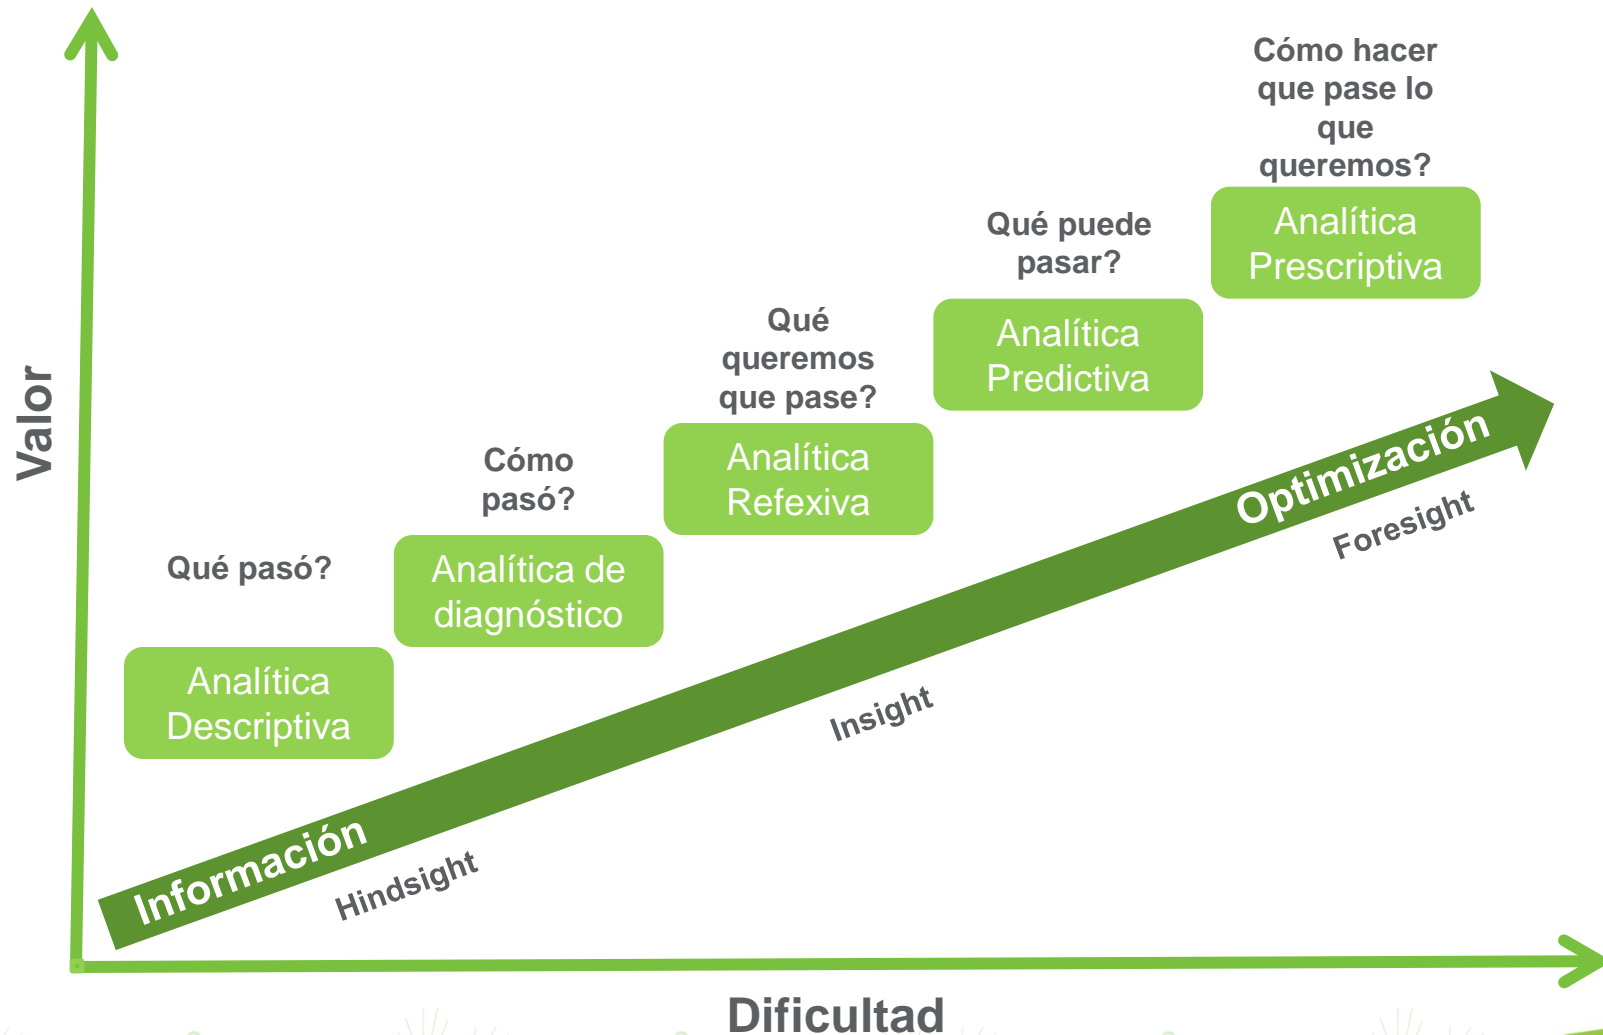 Cómo hacer
que pase lo
que
queremos?
Analítica
Prescriptiva
Qué puede
pasar?
Analítica
Predictiva
Qué
queremos
que pase?
Analítica
Refexiva
Cómo
pasó?
Analítica de
diagnóstico
Qué pasó?
Analítica
Descriptiva
Valor
Información
Optimización
Hindsight
Insight
Foresight
Dificultad